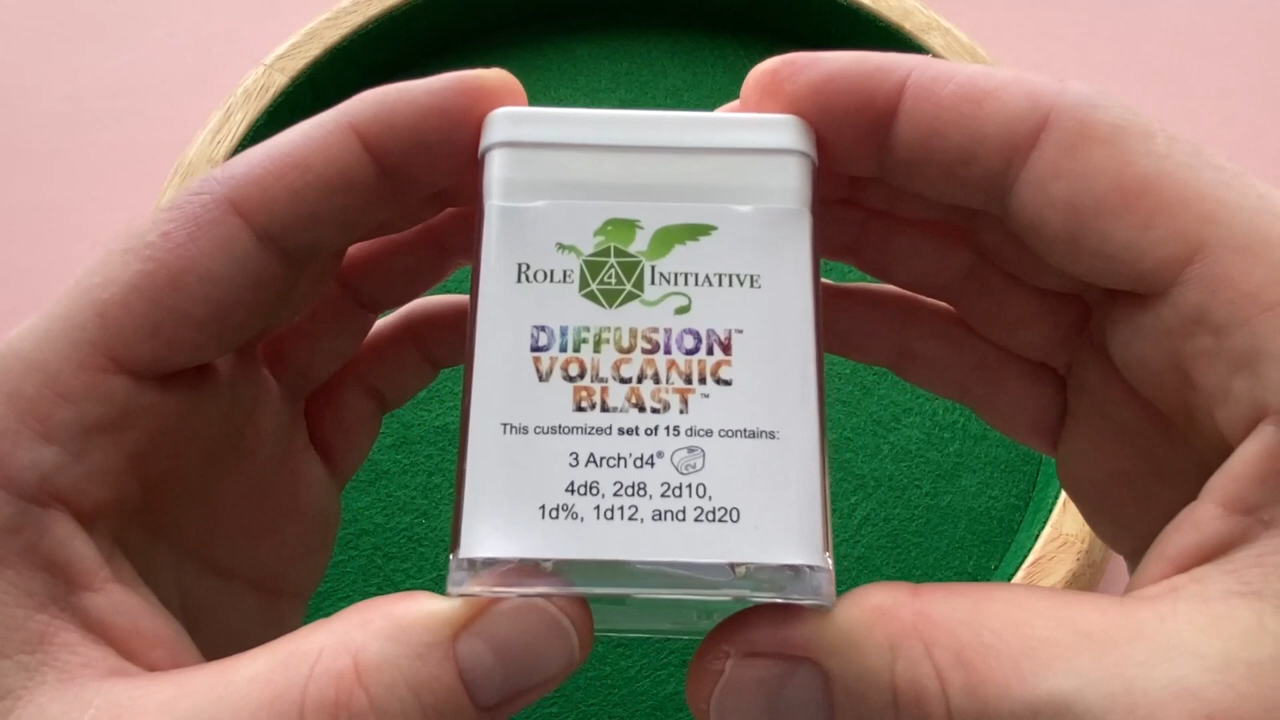 ROLE 4 INITIATIVE
DIFFUSION™
VOLCANIC
BLAST™
This customized set of 15 dice contains:
3 Arch'd4®
4d6, 2d8, 2d10,
1d%, 1d12, and 2d20